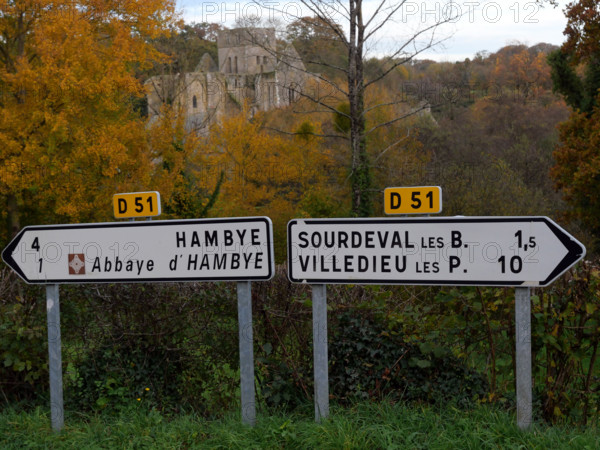 D 51
4 HAMBYE
1 Abbaye d'HAMBYE
D 51
SOURDEVAL LES B. 1,5
VILLEDIEU LES P. 10